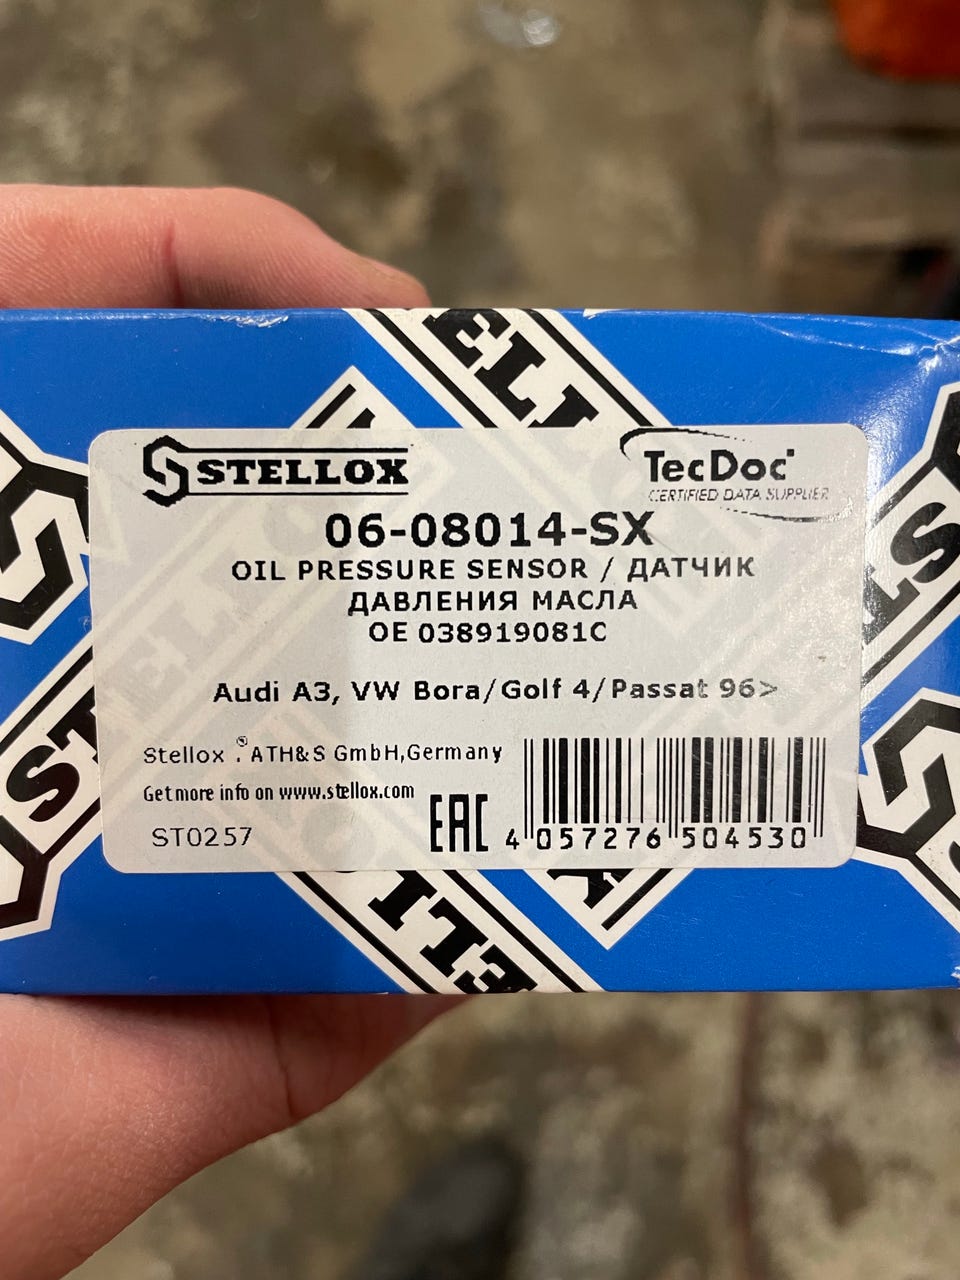 ELLO
STELLOX
TecDoc
CERTIFIED DATA SUPPLIER
06-08014-SX
OIL PRESSURE SENSOR / ДАТЧИК
ДАВЛЕНИЯ МАСЛА
OE 038919081C
Audi A3, VW Bora/Golf 4/Passat 96>
Stellox ® . ATH&S GmbH,Germany
Get more info on www.stellox.com
ST0257
EAC
4 057276 504530